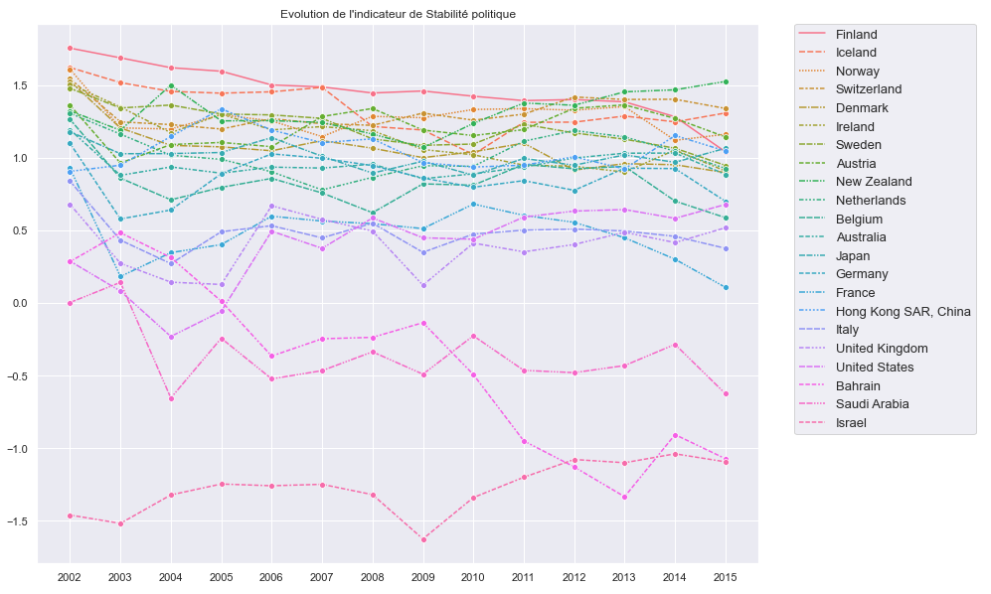 Evolution de l'indicateur de Stabilité politique
1.5
1.0
0.5
0.0
−0.5
−1.0
−1.5
2002 2003 2004 2005 2006 2007 2008 2009 2010 2011 2012 2013 2014 2015
Finland
Iceland
Norway
Switzerland
Denmark
Ireland
Sweden
Austria
New Zealand
Netherlands
Belgium
Australia
Japan
Germany
France
Hong Kong SAR, China
Italy
United Kingdom
United States
Bahrain
Saudi Arabia
Israel